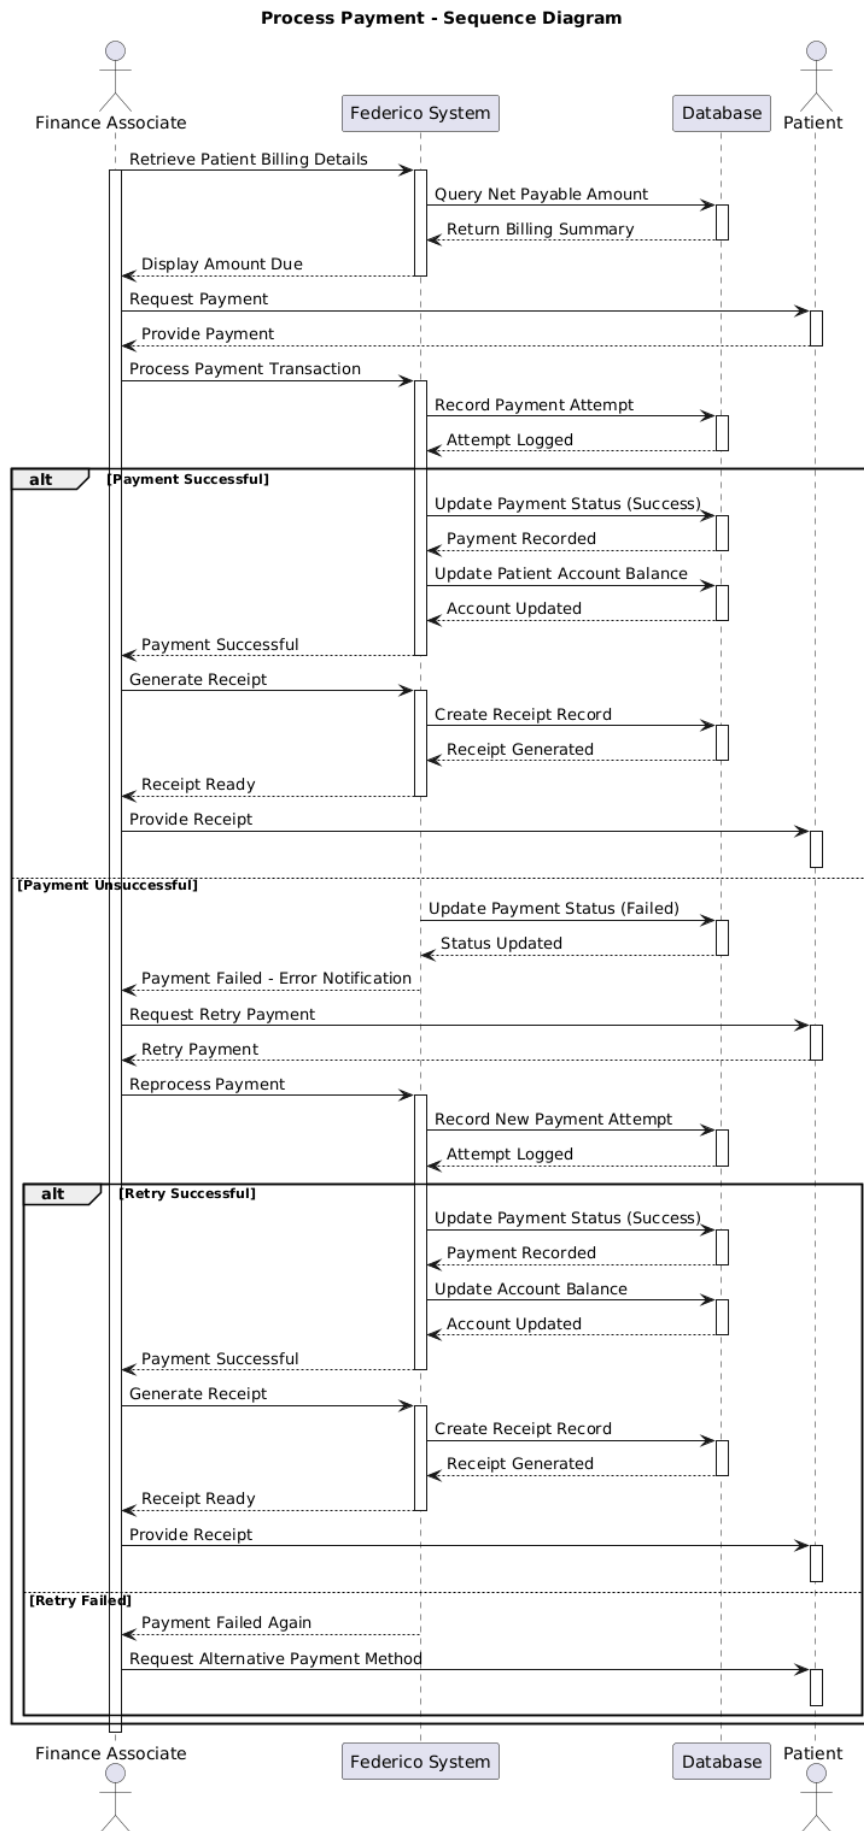 Process Payment - Sequence Diagram
Finance Associate
Federico System
Database
Patient
Retrieve Patient Billing Details
Query Net Payable Amount
Return Billing Summary
Display Amount Due
Request Payment
Provide Payment
Process Payment Transaction
Record Payment Attempt
Attempt Logged
alt [Payment Successful]
Update Payment Status (Success)
Payment Recorded
Update Patient Account Balance
Account Updated
Payment Successful
Generate Receipt
Create Receipt Record
Receipt Generated
Receipt Ready
Provide Receipt
[Payment Unsuccessful]
Update Payment Status (Failed)
Status Updated
Payment Failed - Error Notification
Request Retry Payment
Retry Payment
Reprocess Payment
Record New Payment Attempt
Attempt Logged
alt [Retry Successful]
Update Payment Status (Success)
Payment Recorded
Update Account Balance
Account Updated
Payment Successful
Generate Receipt
Create Receipt Record
Receipt Generated
Receipt Ready
Provide Receipt
[Retry Failed]
Payment Failed Again
Request Alternative Payment Method
Finance Associate
Federico System
Database
Patient